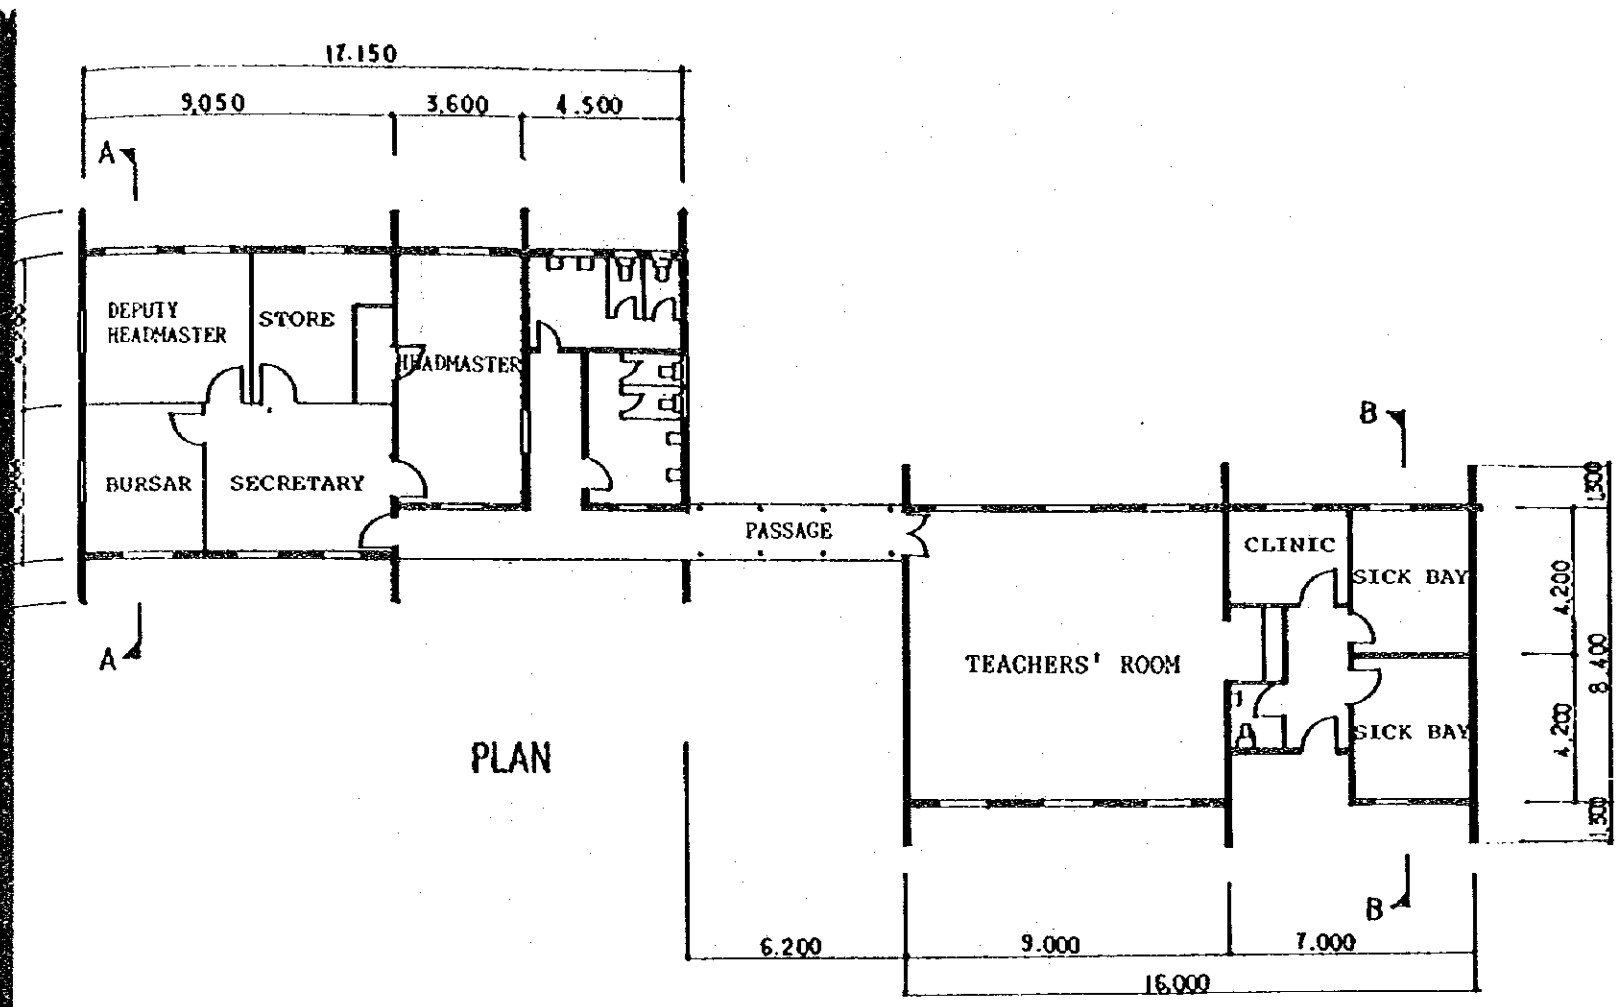 17.150
9,050 3,600 4.500
A
DEPUTY
HEADMASTER
STORE
HEADMASTER
BURSAR
SECRETARY
PASSAGE
A
B
CLINIC
SICK BAY
TEACHERS' ROOM
SICK BAY
PLAN
B
1,300
4,200
8,400
4,200
1,300
6.200 9.000 7.000
16,000